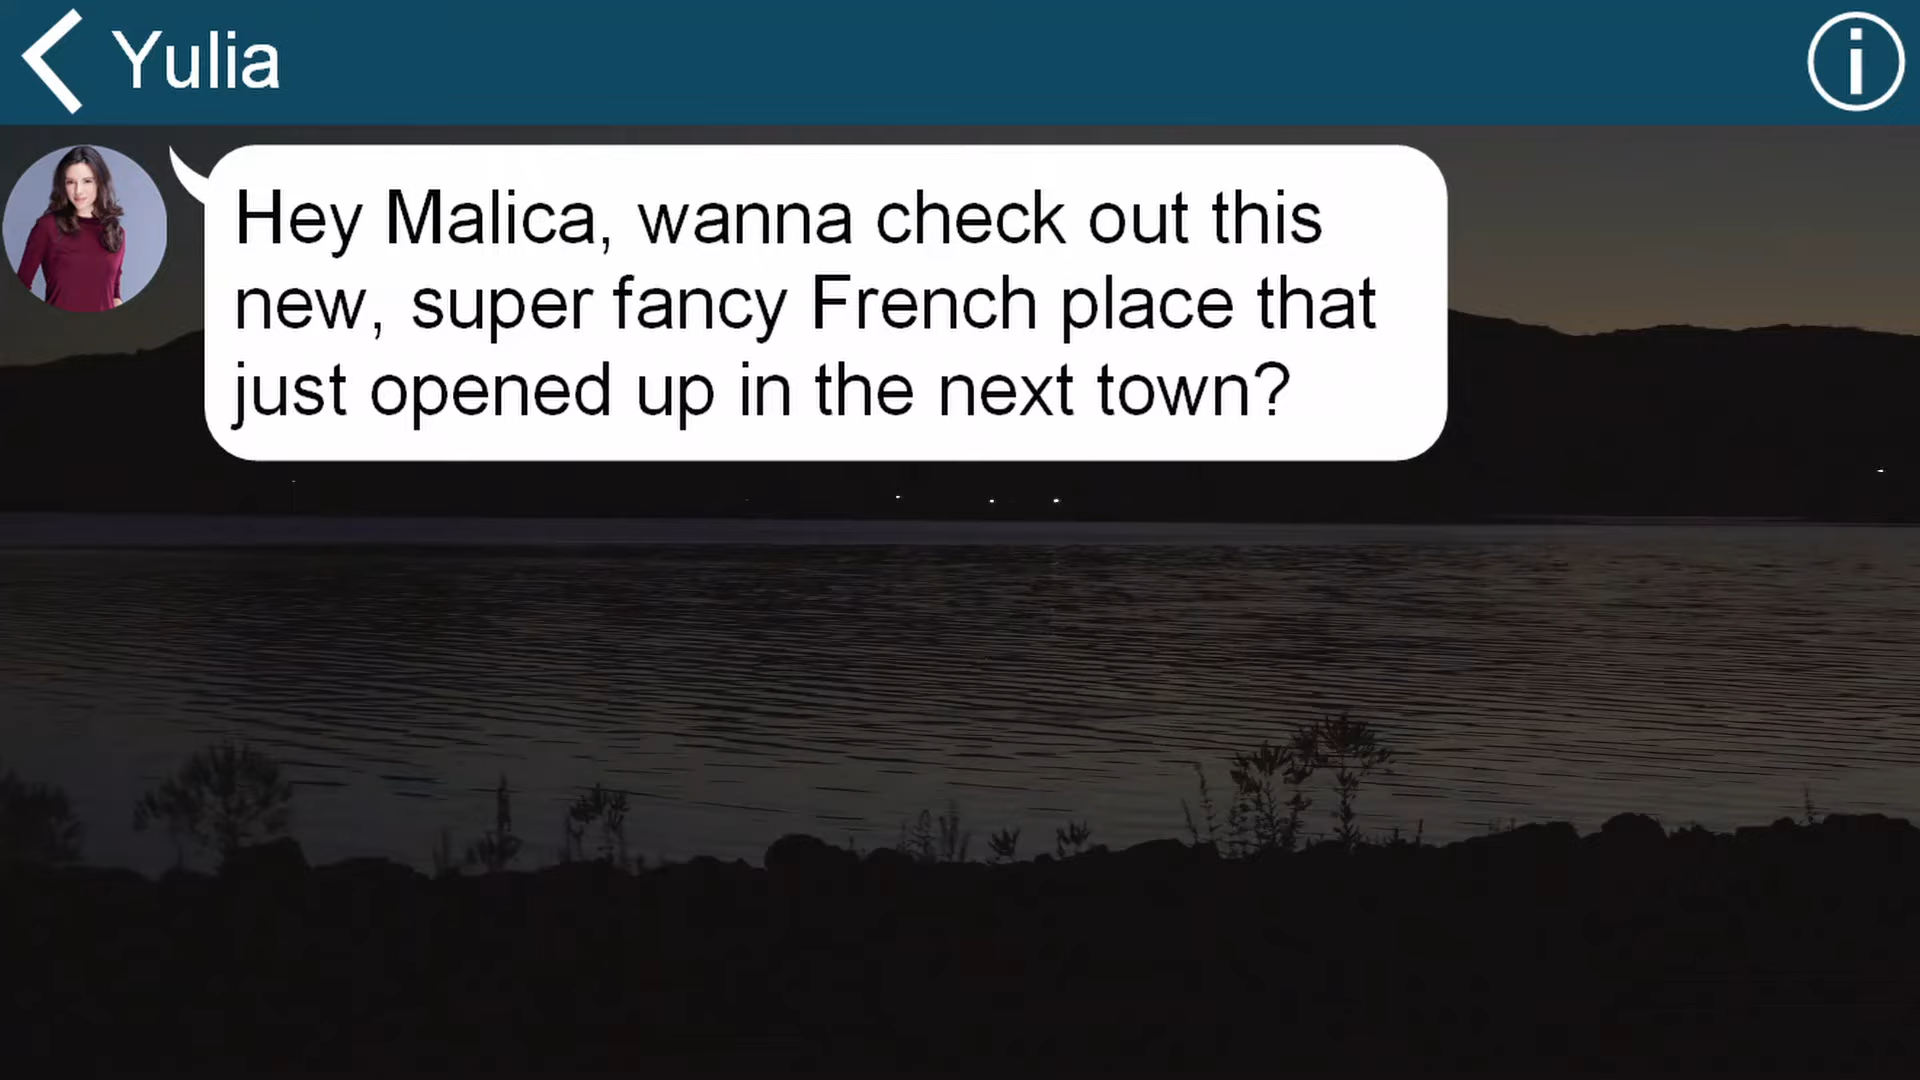 Yulia
Hey Malica, wanna check out this
new, super fancy French place that
just opened up in the next town?